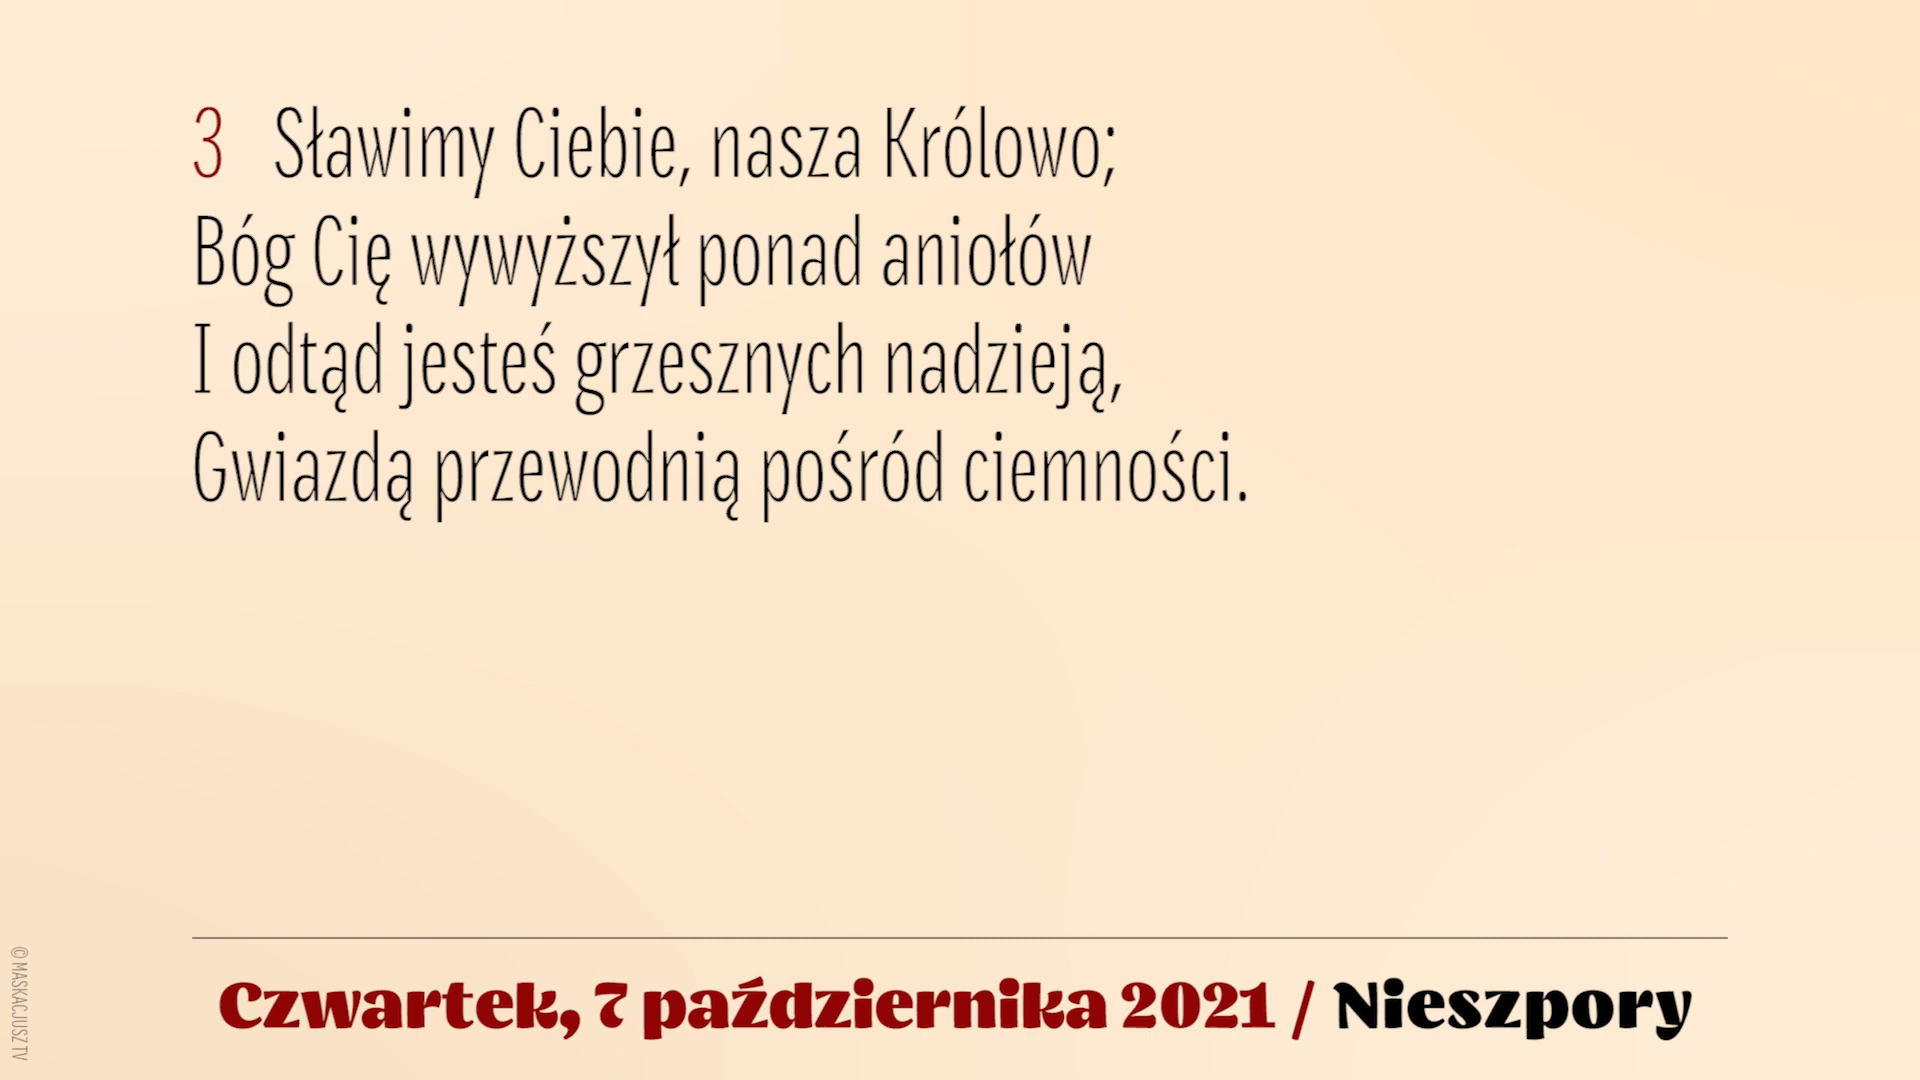 3 Sławimy Ciebie, nasza Królowo;
Bóg Cię wywyższył ponad aniołów
I odtąd jesteś grzesznych nadzieją,
Gwiazdą przewodnią pośród ciemności.
Czwartek, 7 października 2021 / Nieszpory
© MASKACJUSZ TV